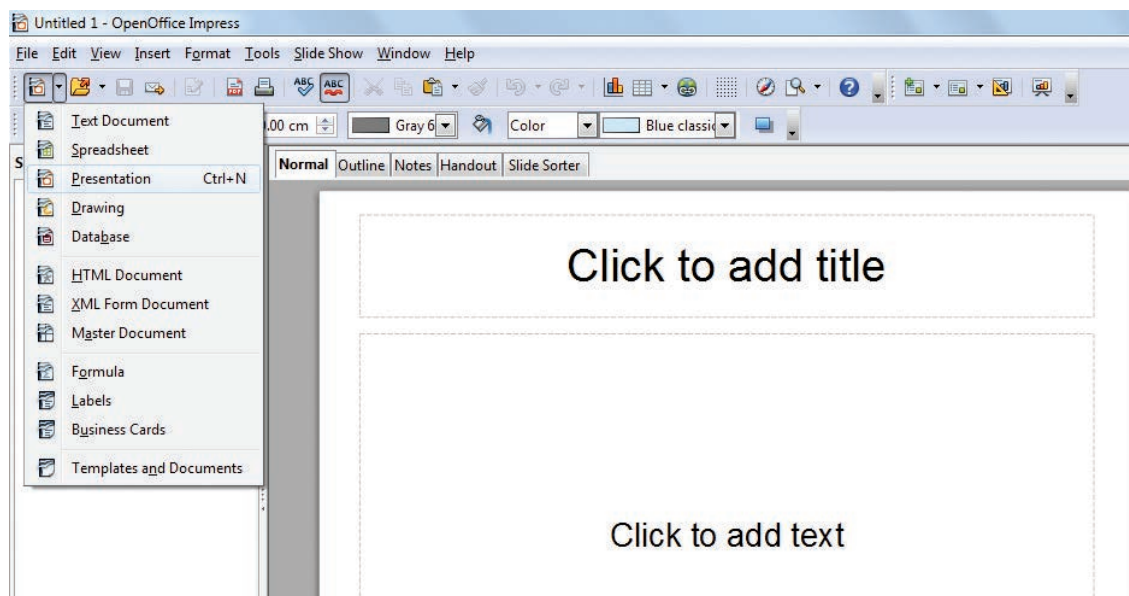 Untitled 1 - OpenOffice Impress
File Edit View Insert Format Tools Slide Show Window Help
ABC ABC
Text Document
.00 cm Gray 6 Color Blue classic
Spreadsheet
S Normal Outline Notes Handout Slide Sorter
Presentation Ctrl+N
Drawing
Database
HTML Document
XML Form Document
Master Document
Formula
Labels
Business Cards
Templates and Documents
Click to add title
Click to add text